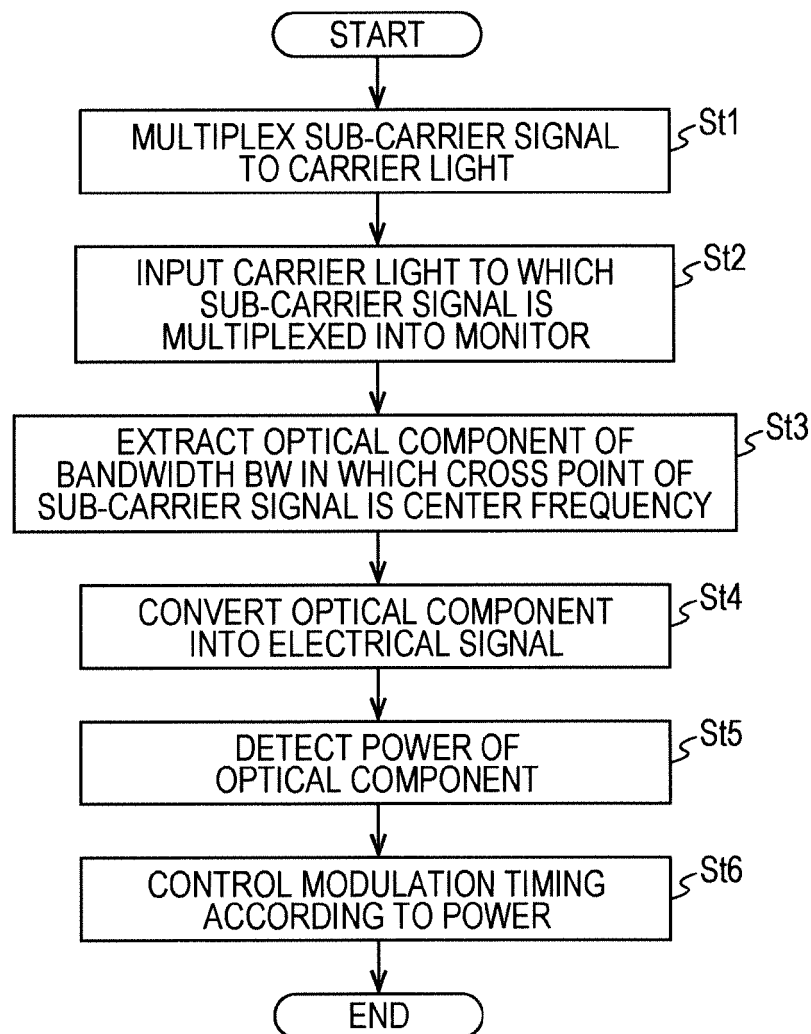 START
MULTIPLEX SUB-CARRIER SIGNAL
TO CARRIER LIGHT
St1
INPUT CARRIER LIGHT TO WHICH
SUB-CARRIER SIGNAL IS
MULTIPLEXED INTO MONITOR
St2
EXTRACT OPTICAL COMPONENT OF
BANDWIDTH BW IN WHICH CROSS POINT OF
SUB-CARRIER SIGNAL IS CENTER FREQUENCY
St3
CONVERT OPTICAL COMPONENT
INTO ELECTRICAL SIGNAL
St4
DETECT POWER OF
OPTICAL COMPONENT
St5
CONTROL MODULATION TIMING
ACCORDING TO POWER
St6
END